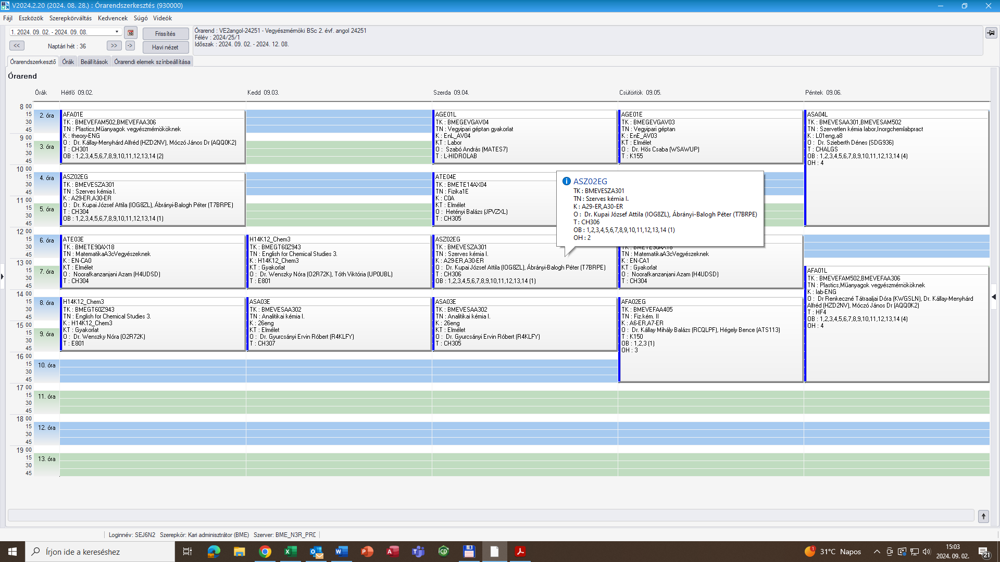 V2024.2.20 (2024. 08. 28.) : Órarendszerkesztés (930000)
Fájl Eszközök Szerepkörváltás Kedvencek Súgó Videók
1. 2024. 09. 02. - 2024. 09. 08.
Frissítés
<< Naptári hét : 36 >> ->
Havi nézet
Órarend : VE2angol-24251 - Vegyészmérnöki BSc 2. évf. angol 24251
Félév : 2024/25/1
Időszak : 2024. 09. 02. - 2024. 12. 08.
Órarendszerkesztő Órák Beállítások Órarendi elemek színbeállítása
Órarend
Órák Hétfő 09.02. Kedd 09.03. Szerda 09.04. Csütörtök 09.05. Péntek 09.06.
8 00
15
30
45
9 00
15
30
45
10 00
15
30
45
11 00
15
30
45
12 00
15
30
45
13 00
15
30
45
14 00
15
30
45
15 00
15
30
45
16 00
15
30
45
17 00
15
30
45
18 00
15
30
45
19 00
15
30
45
2. óra
3. óra
4. óra
5. óra
6. óra
7. óra
8. óra
9. óra
10. óra
11. óra
12. óra
13. óra
AFA01E
TK : BMEVEFAM502,BMEVEFAA306
TN : Plastics,Műanyagok vegyészmérnököknek
K : theory-ENG
O : Dr. Kállay-Menyhárd Alfréd (HZD2NV), Móczó János Dr (AQQ0K2)
T : CH301
OB : 1,2,3,4,5,6,7,8,9,10,11,12,13,14 (2)
ASZ02EG
TK : BMEVESZA301
TN : Szerves kémia I.
K : A29-ER,A30-ER
O : Dr. Kupai József Attila (IOG8ZL), Ábrányi-Balogh Péter (T7BRPE)
T : CH304
OB : 1,2,3,4,5,6,7,8,9,10,11,12,13,14 (1)
ATE03E
TK : BMETE90AX18
TN : MatematikaA3cVegyészeknek
K : EN-CA0
KT : Elmélet
O : Noorafkanzanjani Azam (H4UDSD)
T : CH304
H14K12_Chem3
TK : BMEGT60Z943
TN : English for Chemical Studies 3.
K : H14K12_Chem3
KT : Gyakorlat
O : Dr. Wenszky Nóra (O2R72K)
T : E801
H14K12_Chem3
TK : BMEGT60Z943
TN : English for Chemical Studies 3.
K : H14K12_Chem3
KT : Gyakorlat
O : Dr. Wenszky Nóra (O2R72K), Tóth Viktória (UP0UBL)
T : E801
ASA03E
TK : BMEVESAA302
TN : Analitikai kémia I.
K : 26eng
KT : Elmélet
O : Dr. Gyurcsányi Ervin Róbert (R4KLFY)
T : CH307
AGE01L
TK : BMEGEVGAV04
TN : Vegyipari géptan gyakorlat
K : EnL_AV04
KT : Labor
O : Szabó András (MATES7)
T : L-HIDROLAB
ATE04E
TK : BMETE14AX04
TN : Fizika1E
K : C0A
KT : Elmélet
O : Hetényi Balázs (JPVZXL)
T : CH305
ASZ02EG
TK : BMEVESZA301
TN : Szerves kémia I.
K : A29-ER,A30-ER
O : Dr. Kupai József Attila (IOG8ZL), Ábrányi-Balogh Péter (T7BRPE)
T : CH306
OB : 1,2,3,4,5,6,7,8,9,10,11,12,13,14 (1)
ASA03E
TK : BMEVESAA302
TN : Analitikai kémia I.
K : 26eng
KT : Elmélet
O : Dr. Gyurcsányi Ervin Róbert (R4KLFY)
T : CH305
AGE01E
TK : BMEGEVGAV03
TN : Vegyipari géptan
K : EnE_AV03
KT : Elmélet
O : Dr. Hős Csaba (WSAWUP)
T : K155
ASZ02EG
TK : BMEVESZA301
TN : Szerves kémia I.
K : A29-ER,A30-ER
O : Dr. Kupai József Attila (IOG8ZL), Ábrányi-Balogh Péter (T7BRPE)
T : CH306
OB : 1,2,3,4,5,6,7,8,9,10,11,12,13,14 (1)
OH : 2
TK : BMETE90AX18
TN : MatematikaA3cVegyészeknek
K : EN-CA1
KT : Gyakorlat
O : Noorafkanzanjani Azam (H4UDSD)
T : CH304
AFA02EG
TK : BMEVEFAA405
TN : Fiz.kém. II
K : A6-ER,A7-ER
O : Dr. Kállay Mihály Balázs (RCQLPF), Hégely Bence (ATS113)
T : K150
OB : 1,2,3 (1)
OH : 3
ASA04L
TK : BMEVESAA301,BMEVESAM502
TN : Szervetlen kémia labor,Inorgchemlabpract
K : L01eng,a8
O : Dr. Szieberth Dénes (SDG936)
T : CHALGS
OB : 1,2,3,4,5,6,7,8,9,10,11,12,13,14 (4)
OH : 4
AFA01L
TK : BMEVEFAM502,BMEVEFAA306
TN : Plastics,Műanyagok vegyészmérnököknek
K : lab-ENG
O : Dr Renkeczné Tátraaljai Dóra (KWGSLN), Dr. Kállay-Menyhárd
Alfréd (HZD2NV), Móczó János Dr (AQQ0K2)
T : HF4
OB : 1,2,3,4,5,6,7,8,9,10,11,12,13,14 (4)
OH : 4
Loginnév: SEJ6N2 Szerepkör: Kari adminisztrátor (BME) Szerver: BME_N3R_PRD
Írjon ide a kereséshez
31°C Napos
15:03
2024. 09. 02.
21